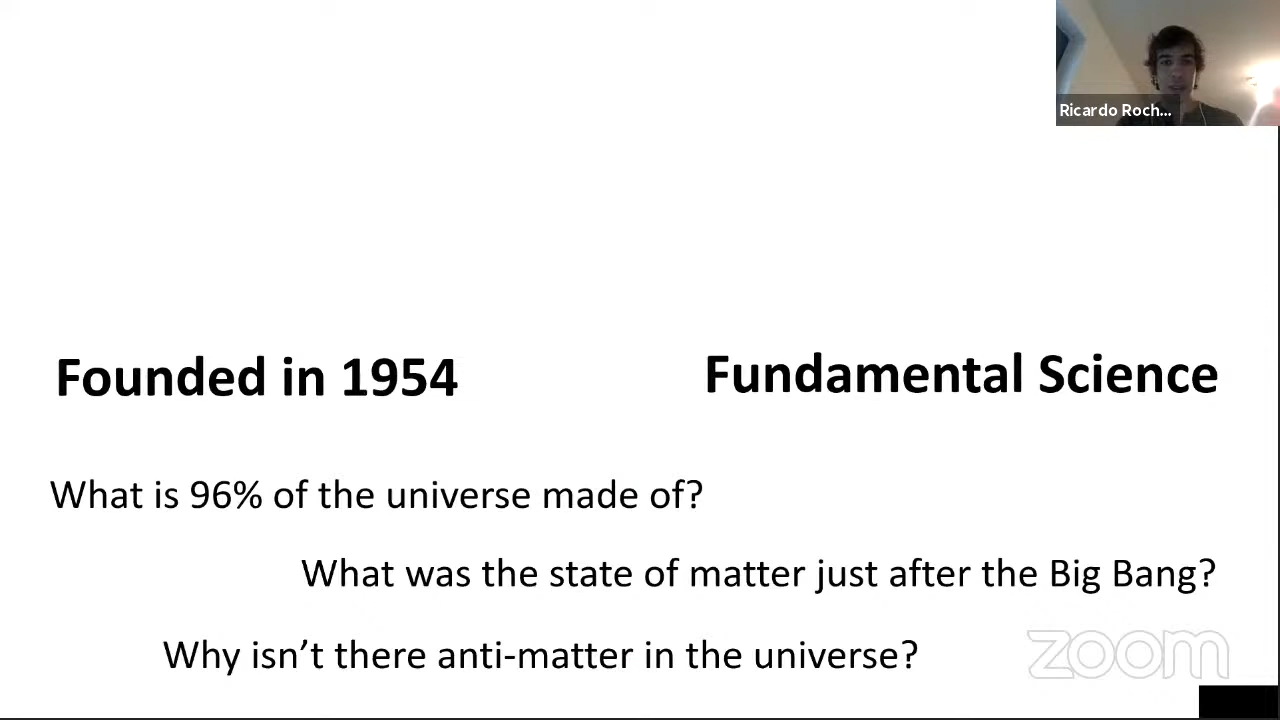 Ricardo Roch...
Founded in 1954
Fundamental Science
What is 96% of the universe made of?
What was the state of matter just after the Big Bang?
Why isn’t there anti-matter in the universe?
zoom